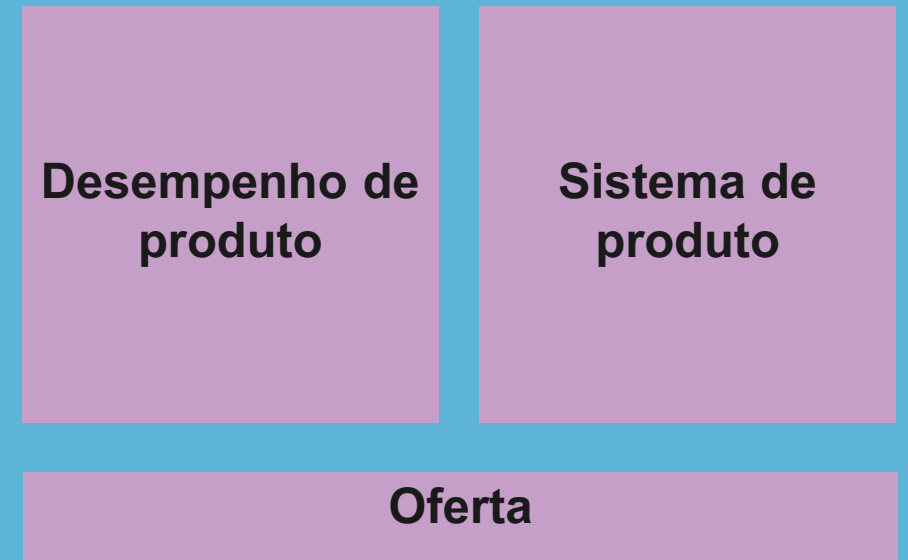 Desempenho de
produto
Sistema de
produto
Oferta